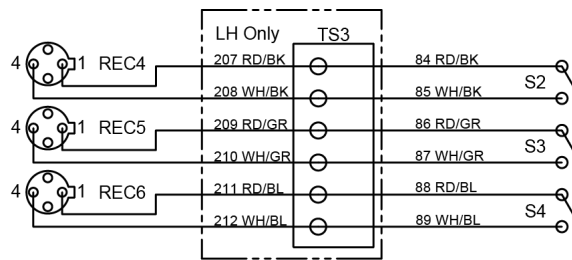 LH Only TS3
4 1 REC4 207 RD/BK 84 RD/BK
S2
208 WH/BK 85 WH/BK
4 1 REC5 209 RD/GR 86 RD/GR
S3
210 WH/GR 87 WH/GR
4 1 REC6 211 RD/BL 88 RD/BL
S4
212 WH/BL 89 WH/BL